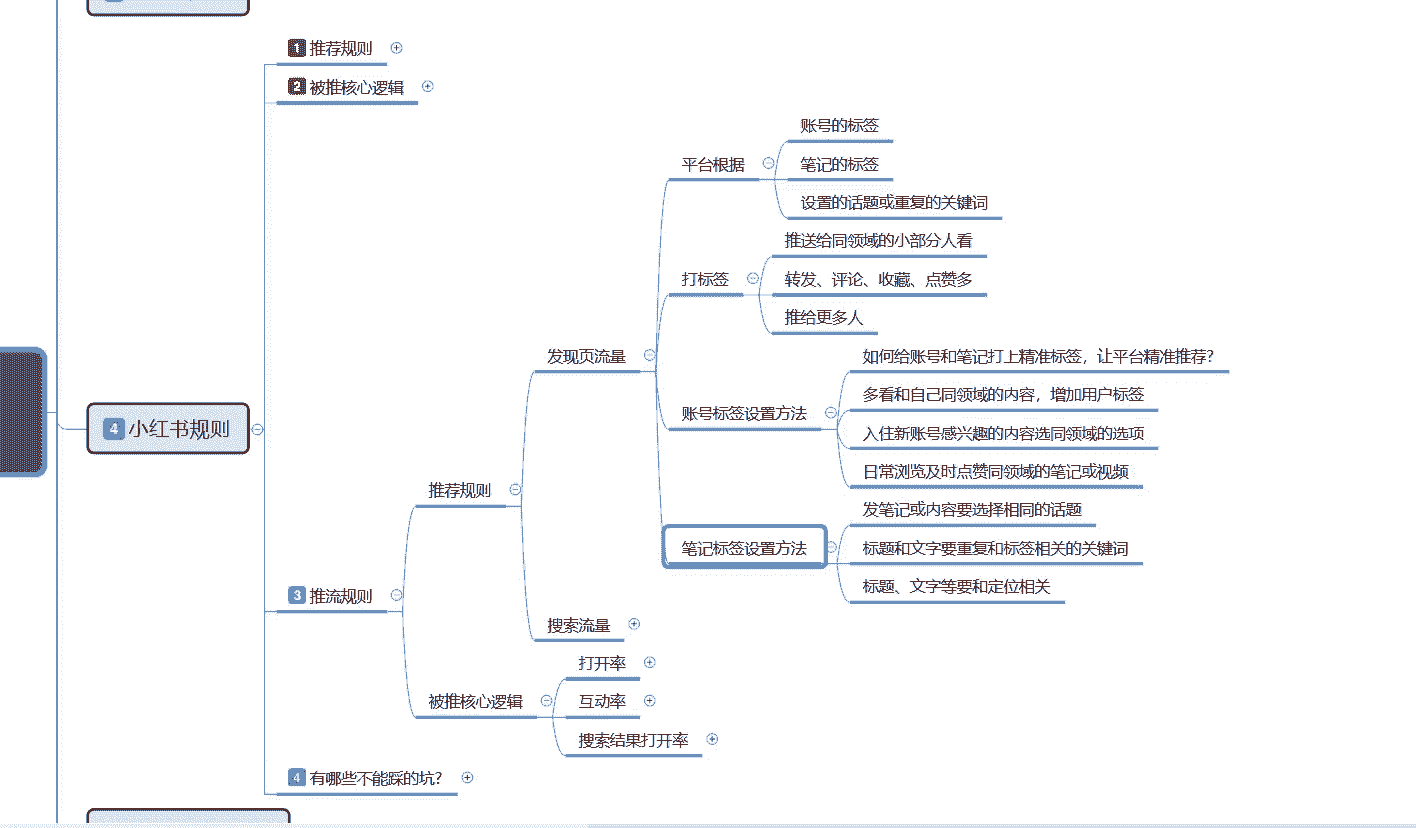 1 推荐规则
2 被推核心逻辑
账号的标签
平台根据
笔记的标签
设置的话题或重复的关键词
推送给同领域的小部分人看
打标签
转发、评论、收藏、点赞多
推给更多人
发现页流量
如何给账号和笔记打上精准标签，让平台精准推荐？
多看和自己同领域的内容，增加用户标签
账号标签设置方法
4 小红书规则
入住新账号感兴趣的内容选同领域的选项
日常浏览及时点赞同领域的笔记或视频
推荐规则
发笔记或内容要选择相同的话题
笔记标签设置方法
标题和文字要重复和标签相关的关键词
标题、文字等要和定位相关
3 推流规则
搜索流量
打开率
被推核心逻辑
互动率
搜索结果打开率
4 有哪些不能踩的坑？